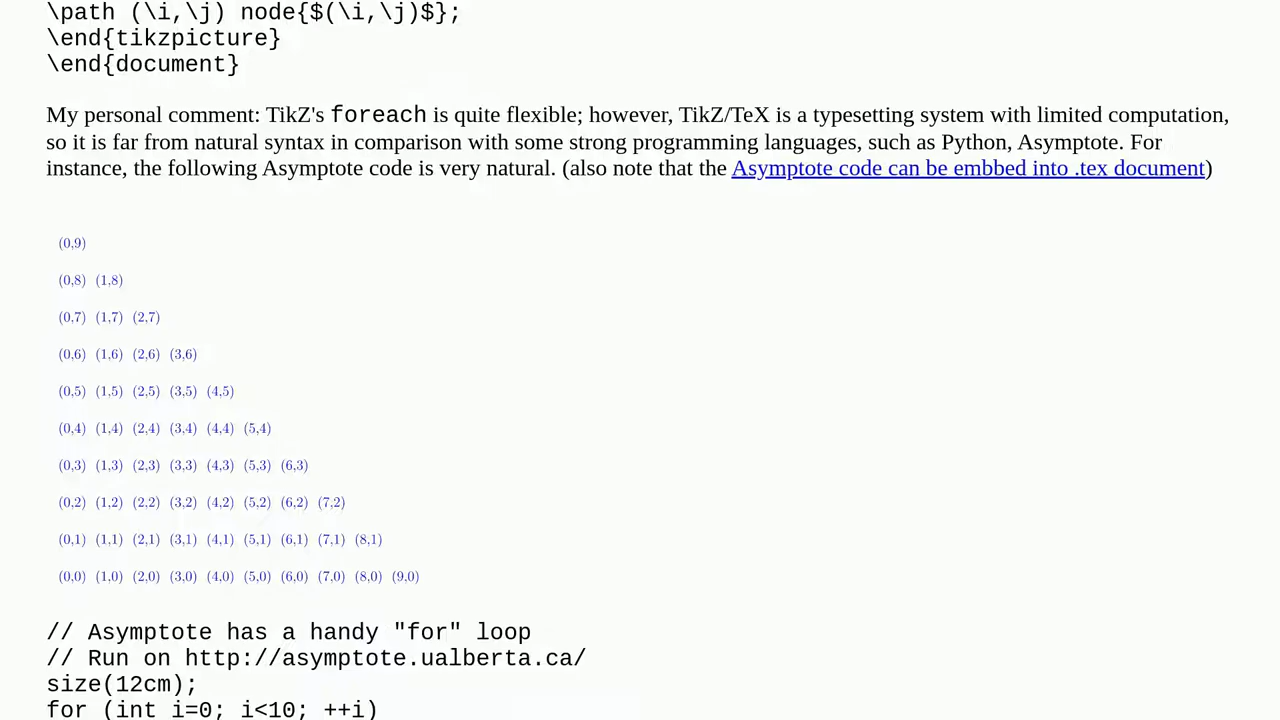 \path (\i,\j) node{$(\i,\j)$};
\end{tikzpicture}
\end{document}
My personal comment: TikZ's foreach is quite flexible; however, TikZ/TeX is a typesetting system with limited computation,
so it is far from natural syntax in comparison with some strong programming languages, such as Python, Asymptote. For
instance, the following Asymptote code is very natural. (also note that the Asymptote code can be embbed into .tex document)
(0,9)
(0,8) (1,8)
(0,7) (1,7) (2,7)
(0,6) (1,6) (2,6) (3,6)
(0,5) (1,5) (2,5) (3,5) (4,5)
(0,4) (1,4) (2,4) (3,4) (4,4) (5,4)
(0,3) (1,3) (2,3) (3,3) (4,3) (5,3) (6,3)
(0,2) (1,2) (2,2) (3,2) (4,2) (5,2) (6,2) (7,2)
(0,1) (1,1) (2,1) (3,1) (4,1) (5,1) (6,1) (7,1) (8,1)
(0,0) (1,0) (2,0) (3,0) (4,0) (5,0) (6,0) (7,0) (8,0) (9,0)
// Asymptote has a handy "for" loop
// Run on http://asymptote.ualberta.ca/
size(12cm);
for (int i=0; i<10; ++i)